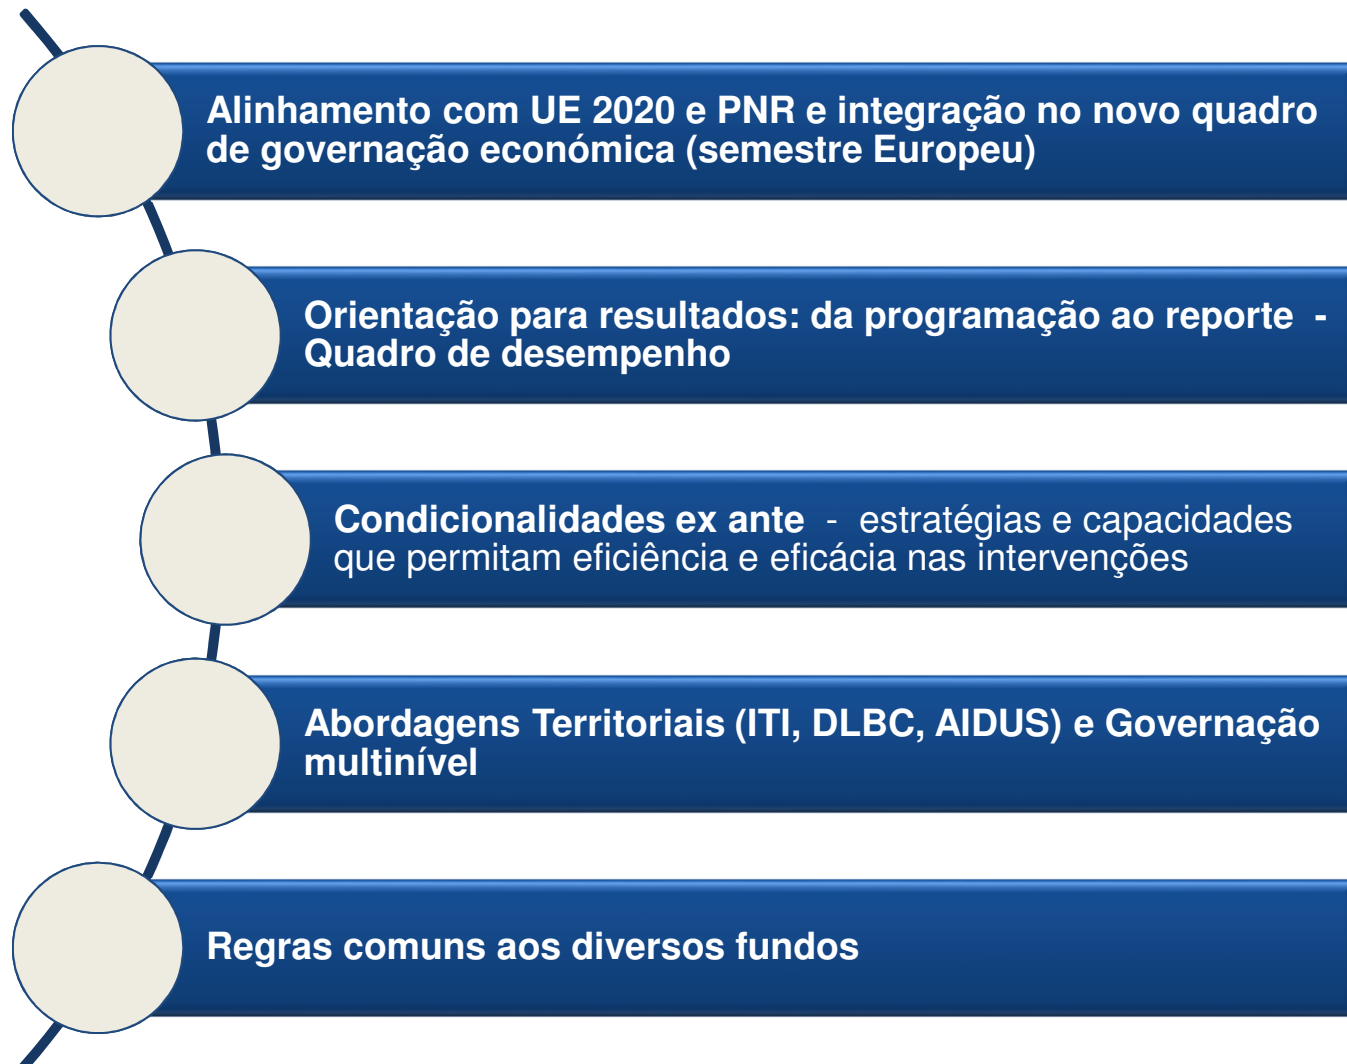 Alinhamento com UE 2020 e PNR e integração no novo quadro
de governação económica (semestre Europeu)
Orientação para resultados: da programação ao reporte  -
Quadro de desempenho
Condicionalidades ex ante  -  estratégias e capacidades
que permitam eficiência e eficácia nas intervenções
Abordagens Territoriais (ITI, DLBC, AIDUS) e Governação
multinível
Regras comuns aos diversos fundos